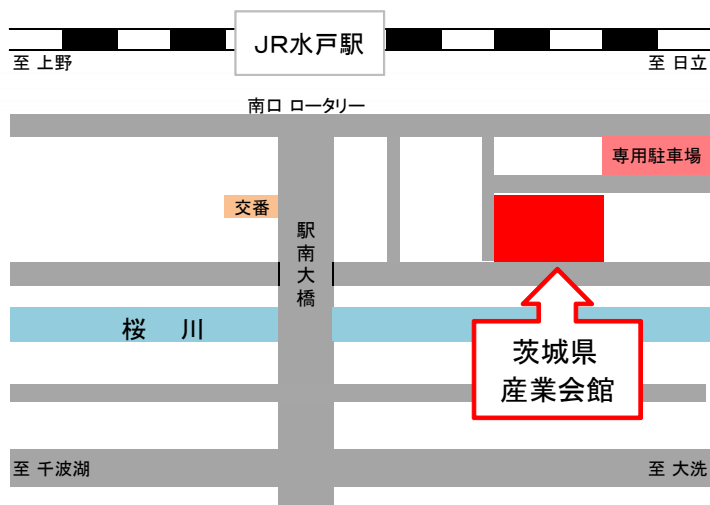 JR水戸駅
至 上野
至 日立
南口 ロータリー
専用駐車場
交番
駅南大橋
桜 川
茨城県
産業会館
至 千波湖
至 大洗